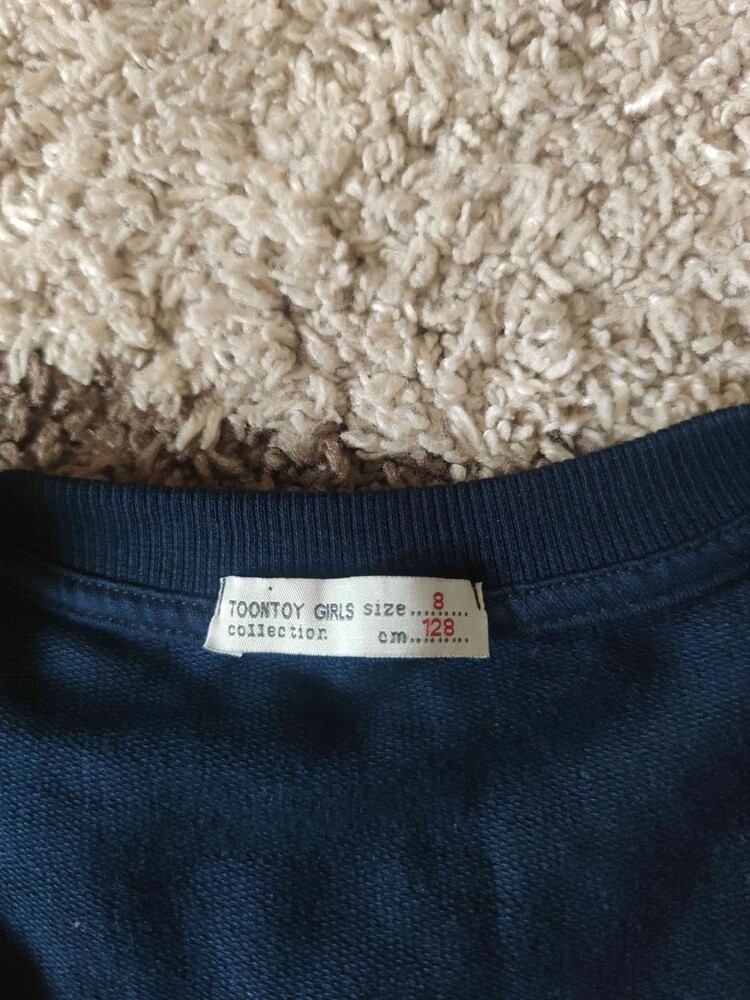 TOONTOY GIRLS size..8......
collection cm..128....